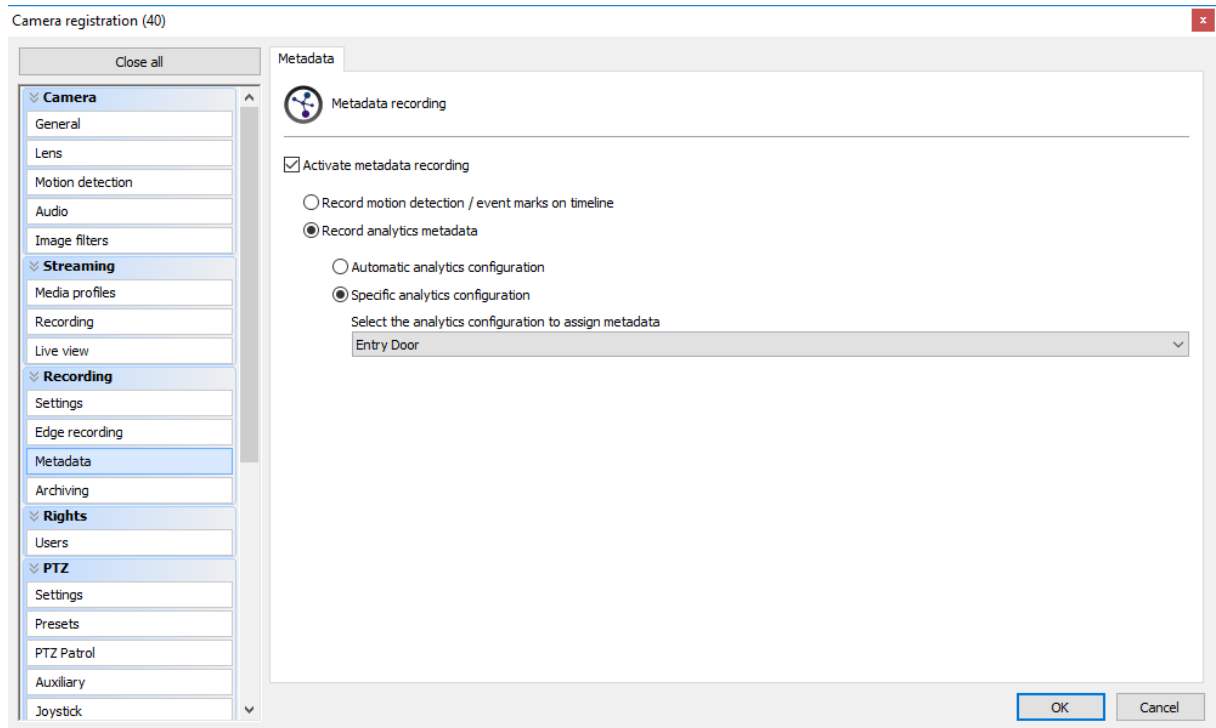 Camera registration (40)
x
Close all
Camera
General
Lens
Motion detection
Audio
Image filters
Streaming
Media profiles
Recording
Live view
Recording
Settings
Edge recording
Metadata
Archiving
Rights
Users
PTZ
Settings
Presets
PTZ Patrol
Auxiliary
Joystick
Metadata
Metadata recording
Activate metadata recording
Record motion detection / event marks on timeline
Record analytics metadata
Automatic analytics configuration
Specific analytics configuration
Select the analytics configuration to assign metadata
Entry Door
OK
Cancel